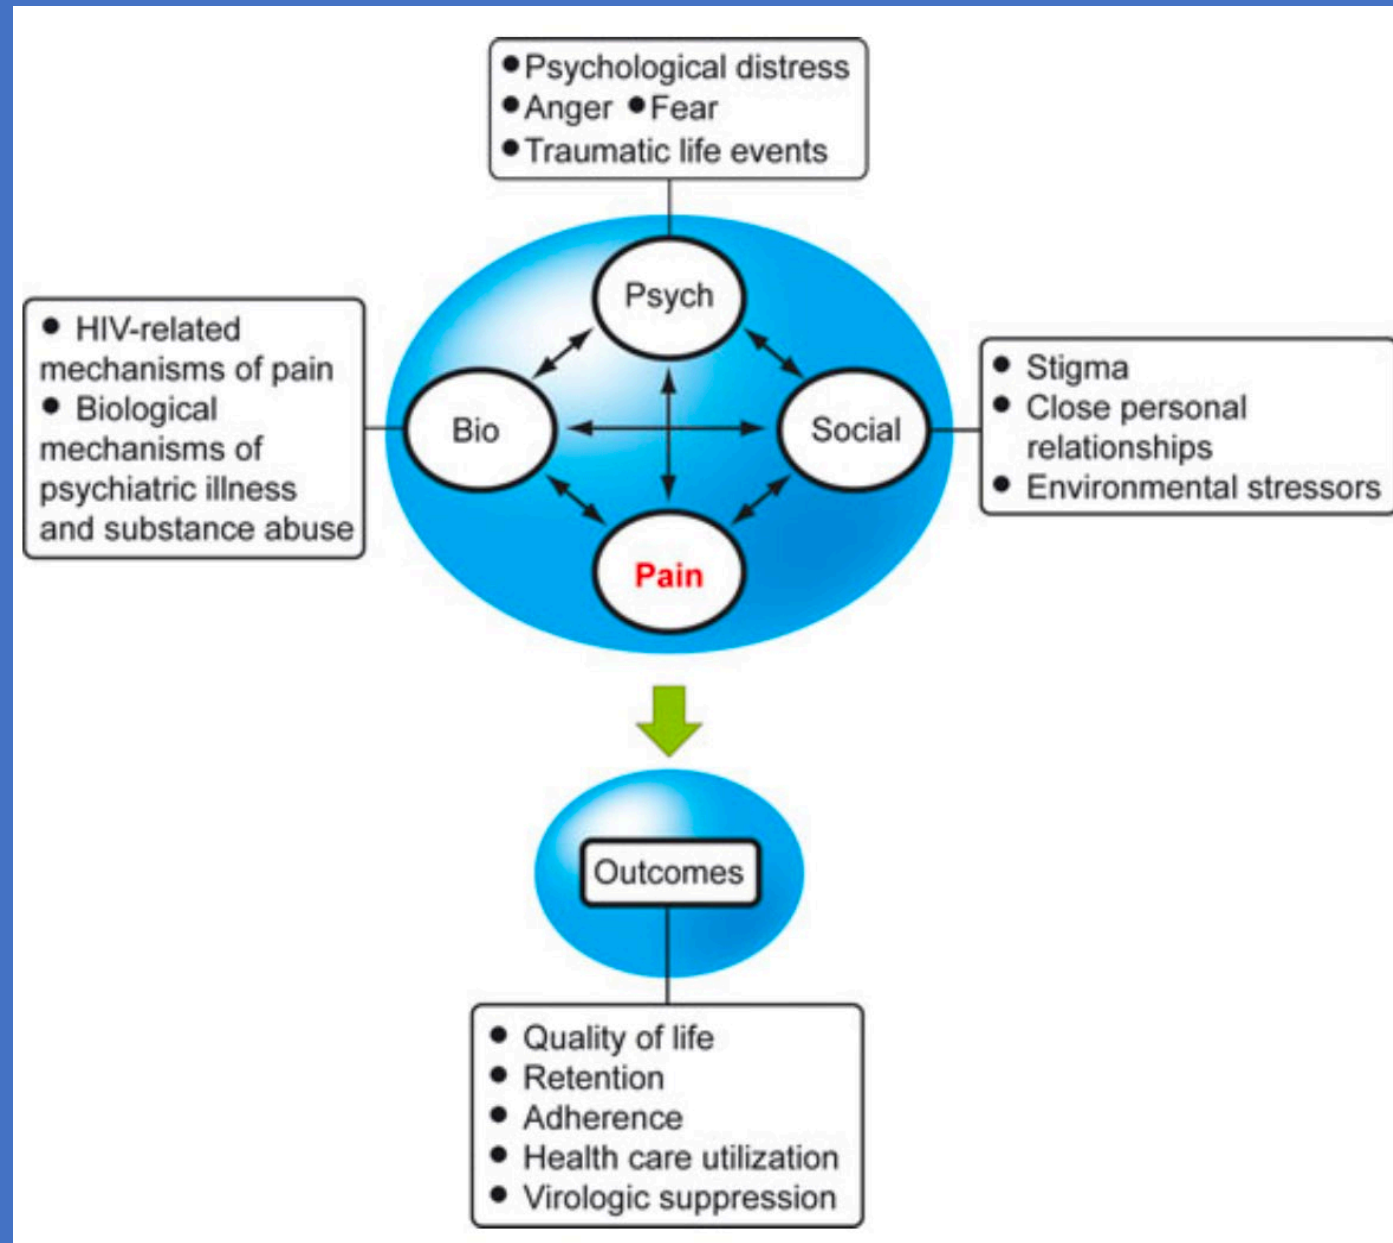 ● Psychological distress
● Anger ● Fear
● Traumatic life events
Psych
● HIV-related
mechanisms of pain
● Biological
mechanisms of
psychiatric illness
and substance abuse
Bio
Social
● Stigma
● Close personal
relationships
● Environmental stressors
Pain
Outcomes
● Quality of life
● Retention
● Adherence
● Health care utilization
● Virologic suppression